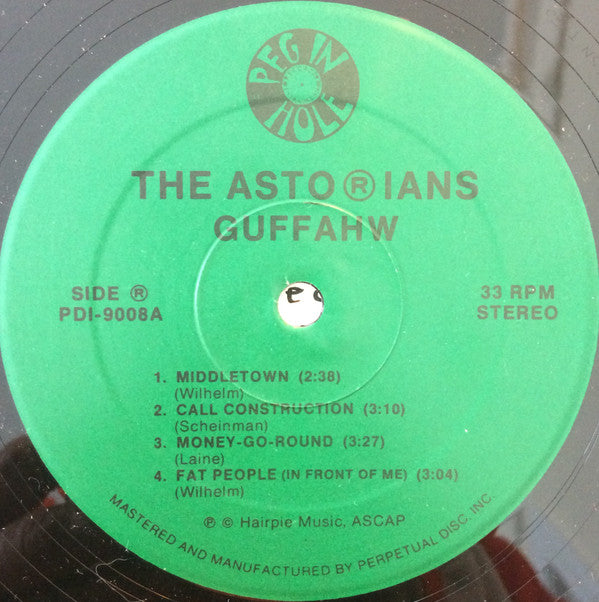 PEG IN
HOLE
THE ASTO®IANS
GUFFAHW
SIDE ®
PDI-9008A
33 RPM
STEREO
1. MIDDLETOWN (2:38)
(Wilhelm)
2. CALL CONSTRUCTION (3:10)
(Scheinman)
3. MONEY-GO-ROUND (3:27)
(Laine)
4. FAT PEOPLE (IN FRONT OF ME) (3:04)
(Wilhelm)
℗ © Hairpie Music, ASCAP
MASTERED AND MANUFACTURED BY PERPETUAL DISC INC.